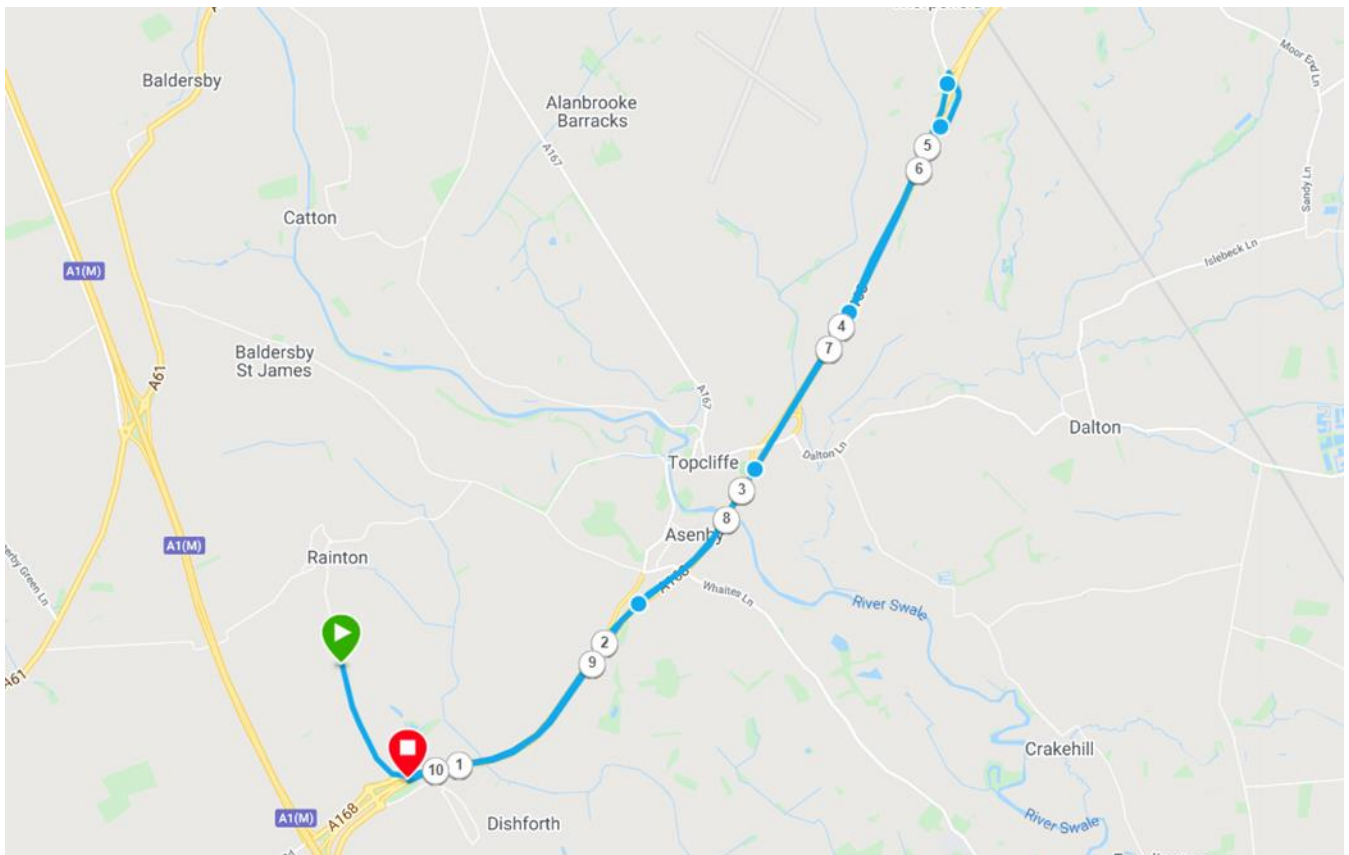 Baldersby
Moor End Ln
Alanbrooke
Barracks
A167
5
6
Sandy Ln
Catton
Islebeck Ln
A1(M)
4
7
Baldersby
St James
A61
A167
Dalton
Topcliffe
Dalton Ln
3
8
Asenby
A1(M)
Rainton
A168
Whaites Ln
River Swale
2
9
A61
Crakehill
10
1
A168
A1(M)
Dishforth
River Swale